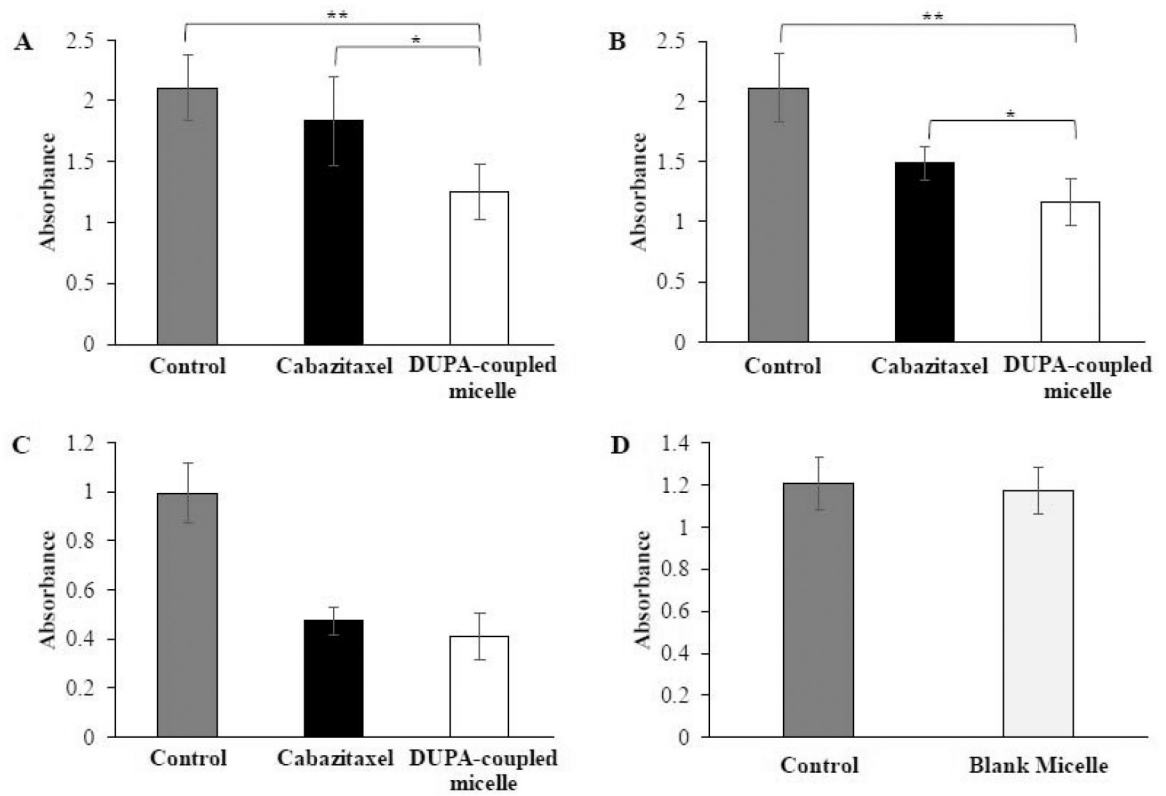 A
**
*
2.5
2
1.5
1
0.5
0
Absorbance
Control
Cabazitaxel
DUPA-coupled
micelle
B
**
*
2.5
2
1.5
1
0.5
0
Absorbance
Control
Cabazitaxel
DUPA-coupled
micelle
C
1.2
1
0.8
0.6
0.4
0.2
0
Absorbance
Control
Cabazitaxel
DUPA-coupled
micelle
D
1.4
1.2
1
0.8
0.6
0.4
0.2
0
Absorbance
Control
Blank Micelle